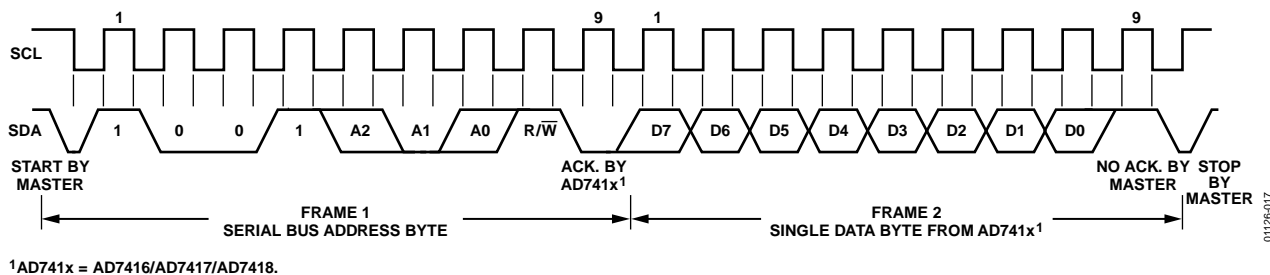 1 9 1 9
SCL
SDA 1 0 0 1 A2 A1 A0 R/W̅ D7 D6 D5 D4 D3 D2 D1 D0
START BY
MASTER
ACK. BY
AD741x¹
NO ACK. BY
MASTER
STOP
BY
MASTER
FRAME 1
SERIAL BUS ADDRESS BYTE
FRAME 2
SINGLE DATA BYTE FROM AD741x¹
01126-017
¹AD741x = AD7416/AD7417/AD7418.